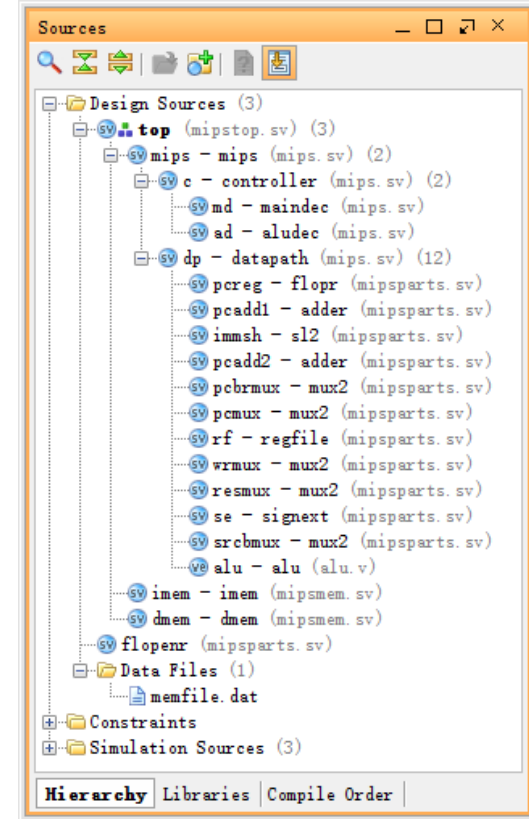 Sources
Design Sources (3)
top (mipstop.sv) (3)
mips - mips (mips.sv) (2)
c - controller (mips.sv) (2)
md - maindec (mips.sv)
ad - aludec (mips.sv)
dp - datapath (mips.sv) (12)
pcreg - flopr (mipsparts.sv)
pcadd1 - adder (mipsparts.sv)
immsh - sl2 (mipsparts.sv)
pcadd2 - adder (mipsparts.sv)
pcbrmux - mux2 (mipsparts.sv)
pcmux - mux2 (mipsparts.sv)
rf - regfile (mipsparts.sv)
wrmux - mux2 (mipsparts.sv)
resmux - mux2 (mipsparts.sv)
se - signext (mipsparts.sv)
srcbmux - mux2 (mipsparts.sv)
alu - alu (alu.v)
imem - imem (mipsmem.sv)
dmem - dmem (mipsmem.sv)
flopenr (mipsparts.sv)
Data Files (1)
memfile.dat
Constraints
Simulation Sources (3)
Hierarchy Libraries Compile Order